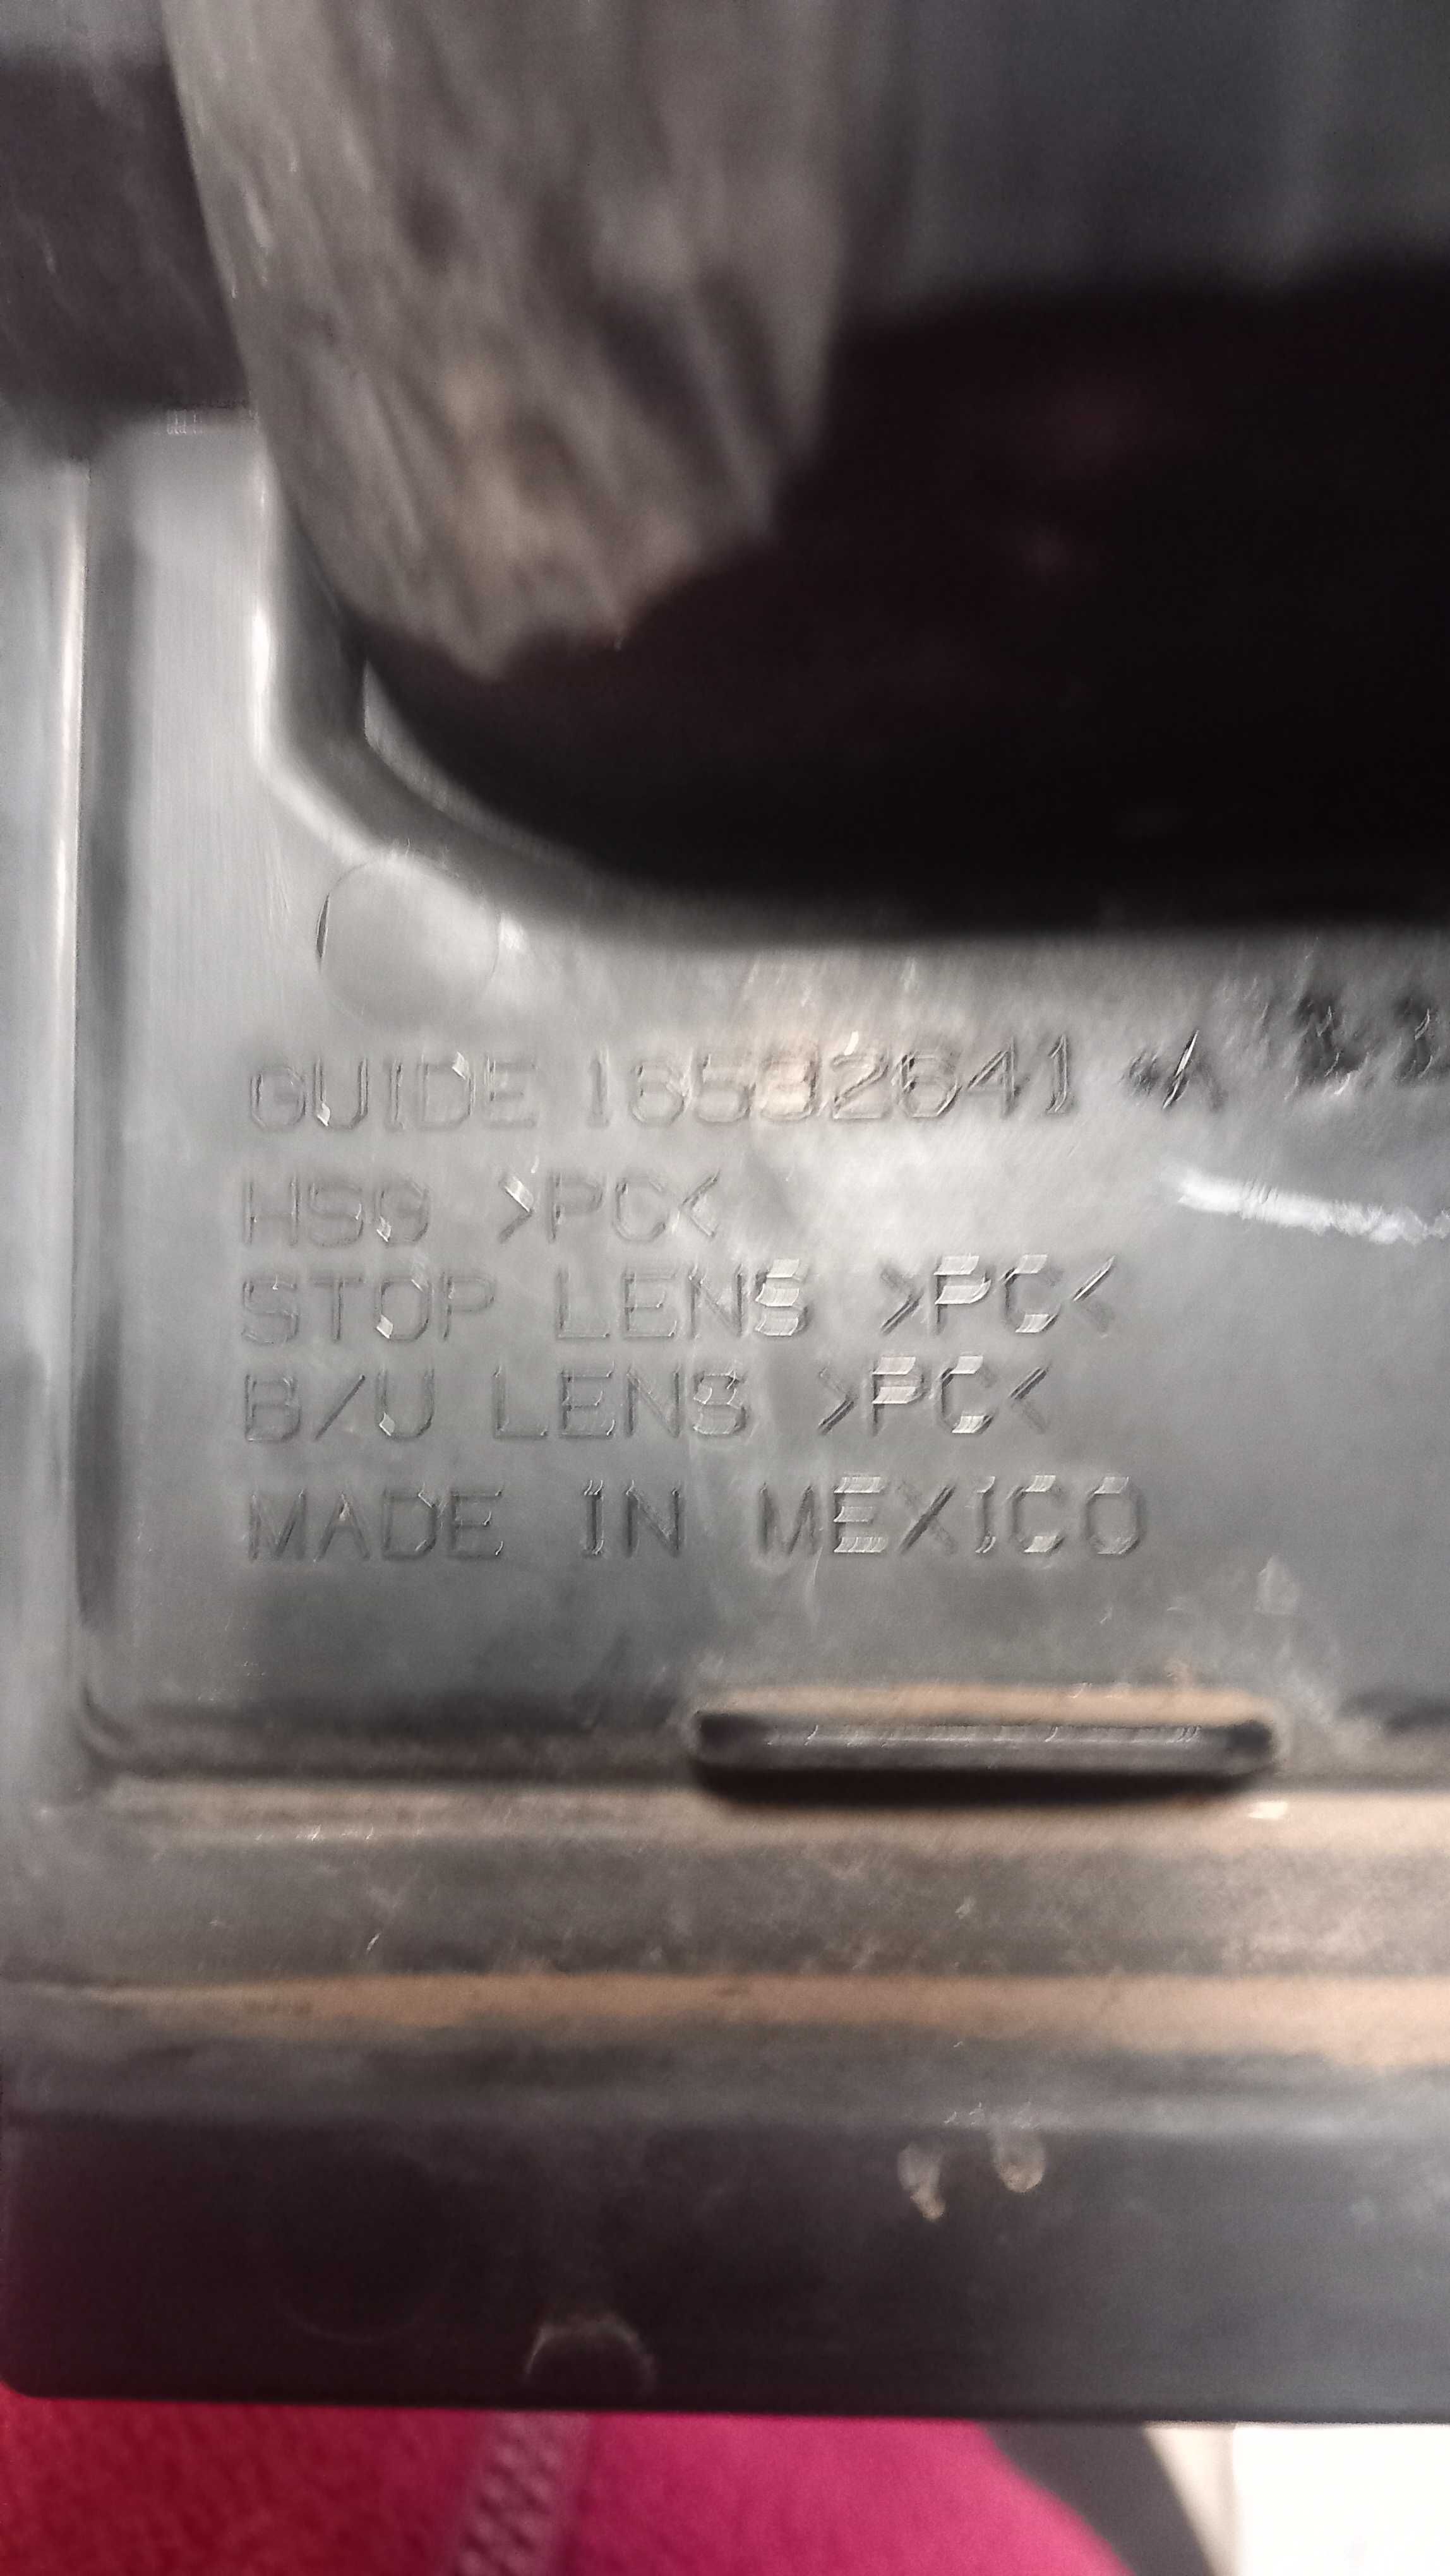 GUIDE 16532641
HSG >PC<
STOP LENS >PC<
B/U LENS >PC<
MADE IN MEXICO